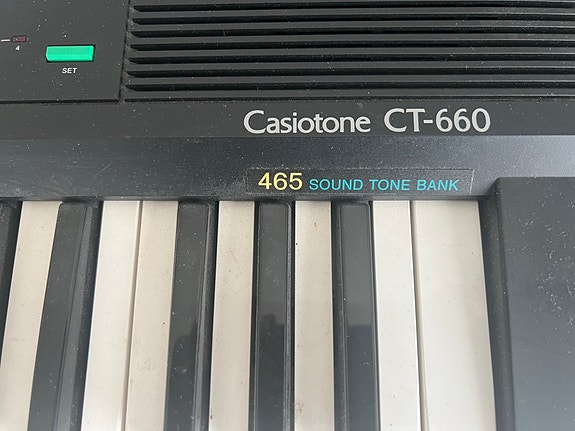 4
SET
Casiotone CT-660
465 SOUND TONE BANK